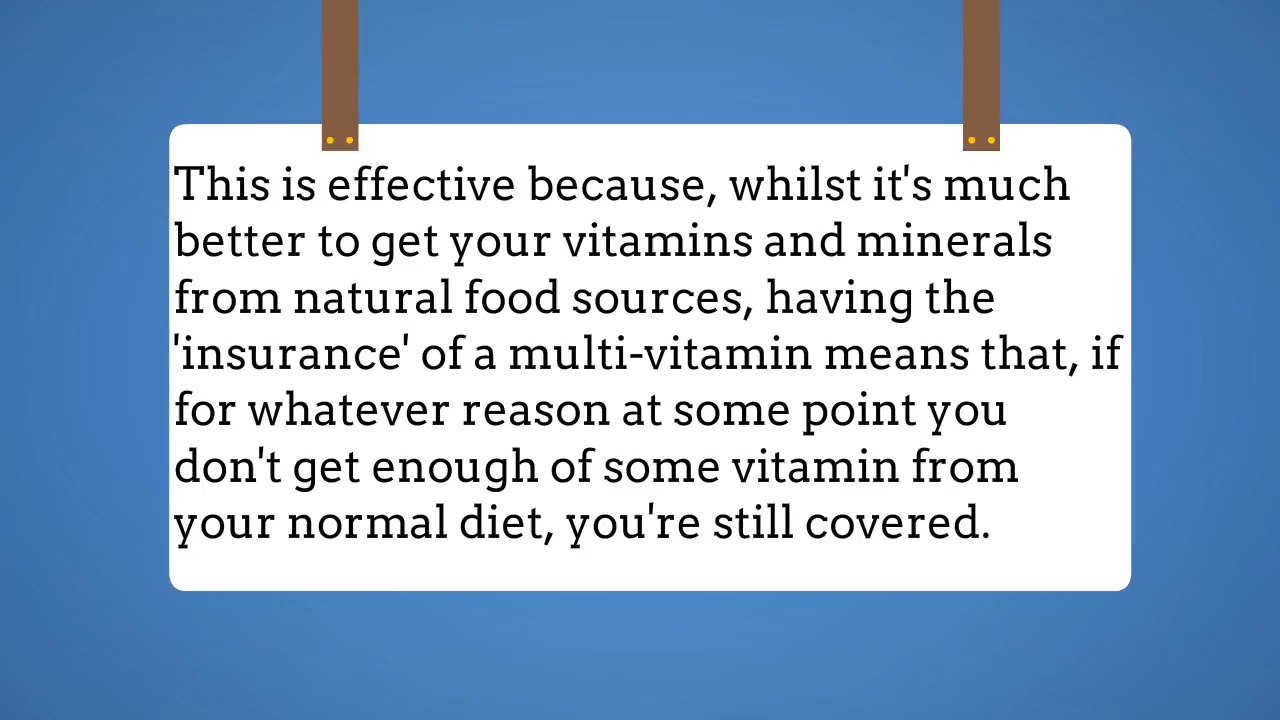 This is effective because, whilst it's much
better to get your vitamins and minerals
from natural food sources, having the
'insurance' of a multi-vitamin means that, if
for whatever reason at some point you
don't get enough of some vitamin from
your normal diet, you're still covered.